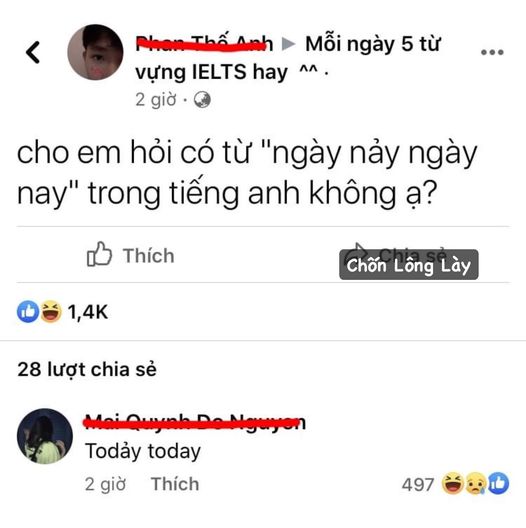 Phan Thế Anh ▸ Mỗi ngày 5 từ
vựng IELTS hay ^^ ·
2 giờ ·
cho em hỏi có từ "ngày nảy ngày
nay" trong tiếng anh không ạ?
Thích
Chia sẻ
Chốn Lông Lày
1,4K
28 lượt chia sẻ
Mai Quynh Do Nguyen
Todảy today
2 giờ Thích 497